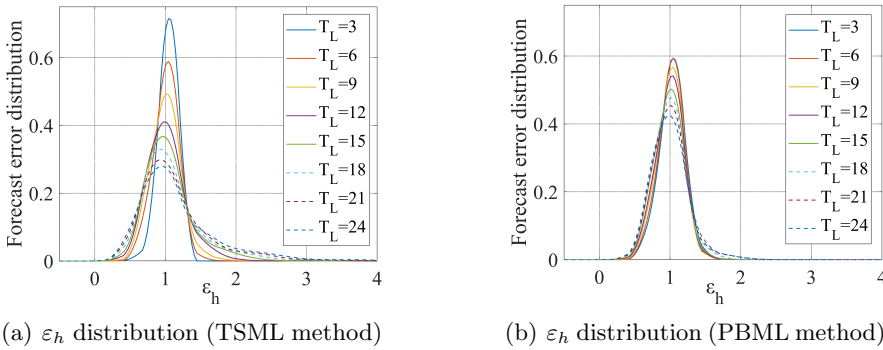 Forecast error distribution
0.6
0.4
0.2
0
0 1 2 3 4
ε_h
T_L=3
T_L=6
T_L=9
T_L=12
T_L=15
T_L=18
T_L=21
T_L=24
(a) ε_h distribution (TSML method)
Forecast error distribution
0.6
0.4
0.2
0
0 1 2 3 4
ε_h
T_L=3
T_L=6
T_L=9
T_L=12
T_L=15
T_L=18
T_L=21
T_L=24
(b) ε_h distribution (PBML method)